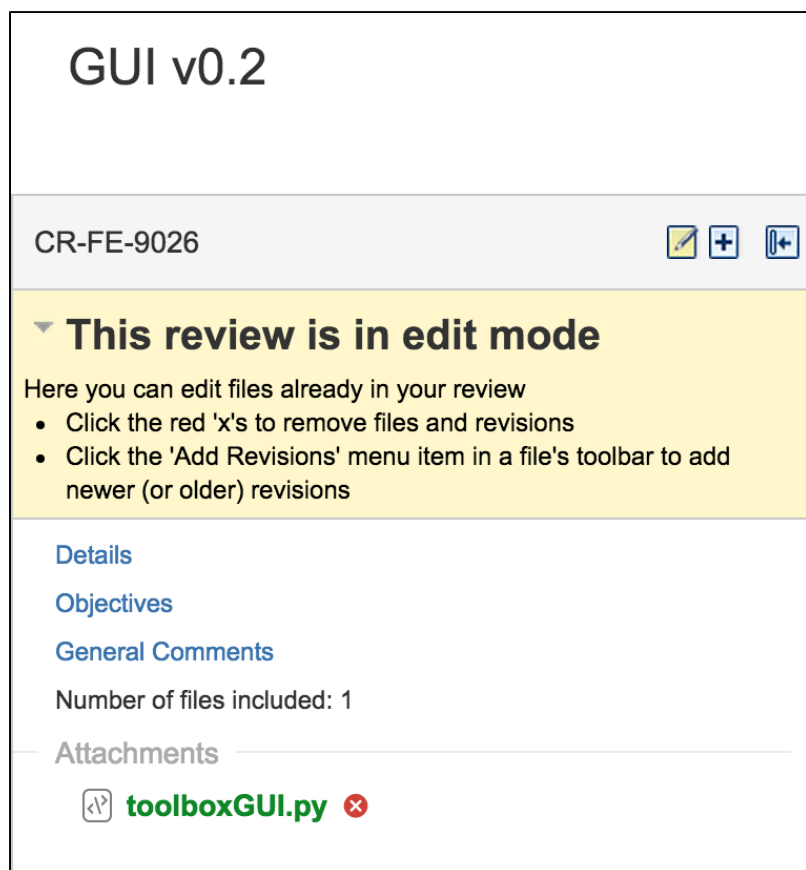 GUI v0.2
CR-FE-9026
This review is in edit mode
Here you can edit files already in your review
• Click the red 'x's to remove files and revisions
• Click the 'Add Revisions' menu item in a file's toolbar to add
newer (or older) revisions
Details
Objectives
General Comments
Number of files included: 1
Attachments
toolboxGUI.py